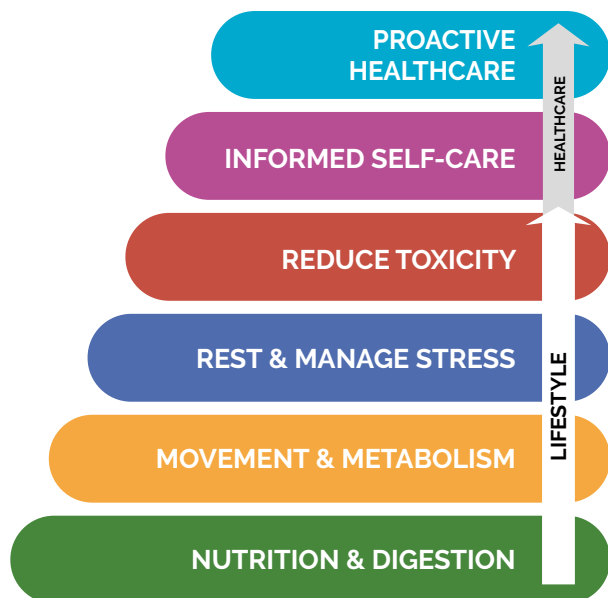 PROACTIVE
HEALTHCARE
HEALTHCARE
INFORMED SELF-CARE
REDUCE TOXICITY
REST & MANAGE STRESS
LIFESTYLE
MOVEMENT & METABOLISM
NUTRITION & DIGESTION